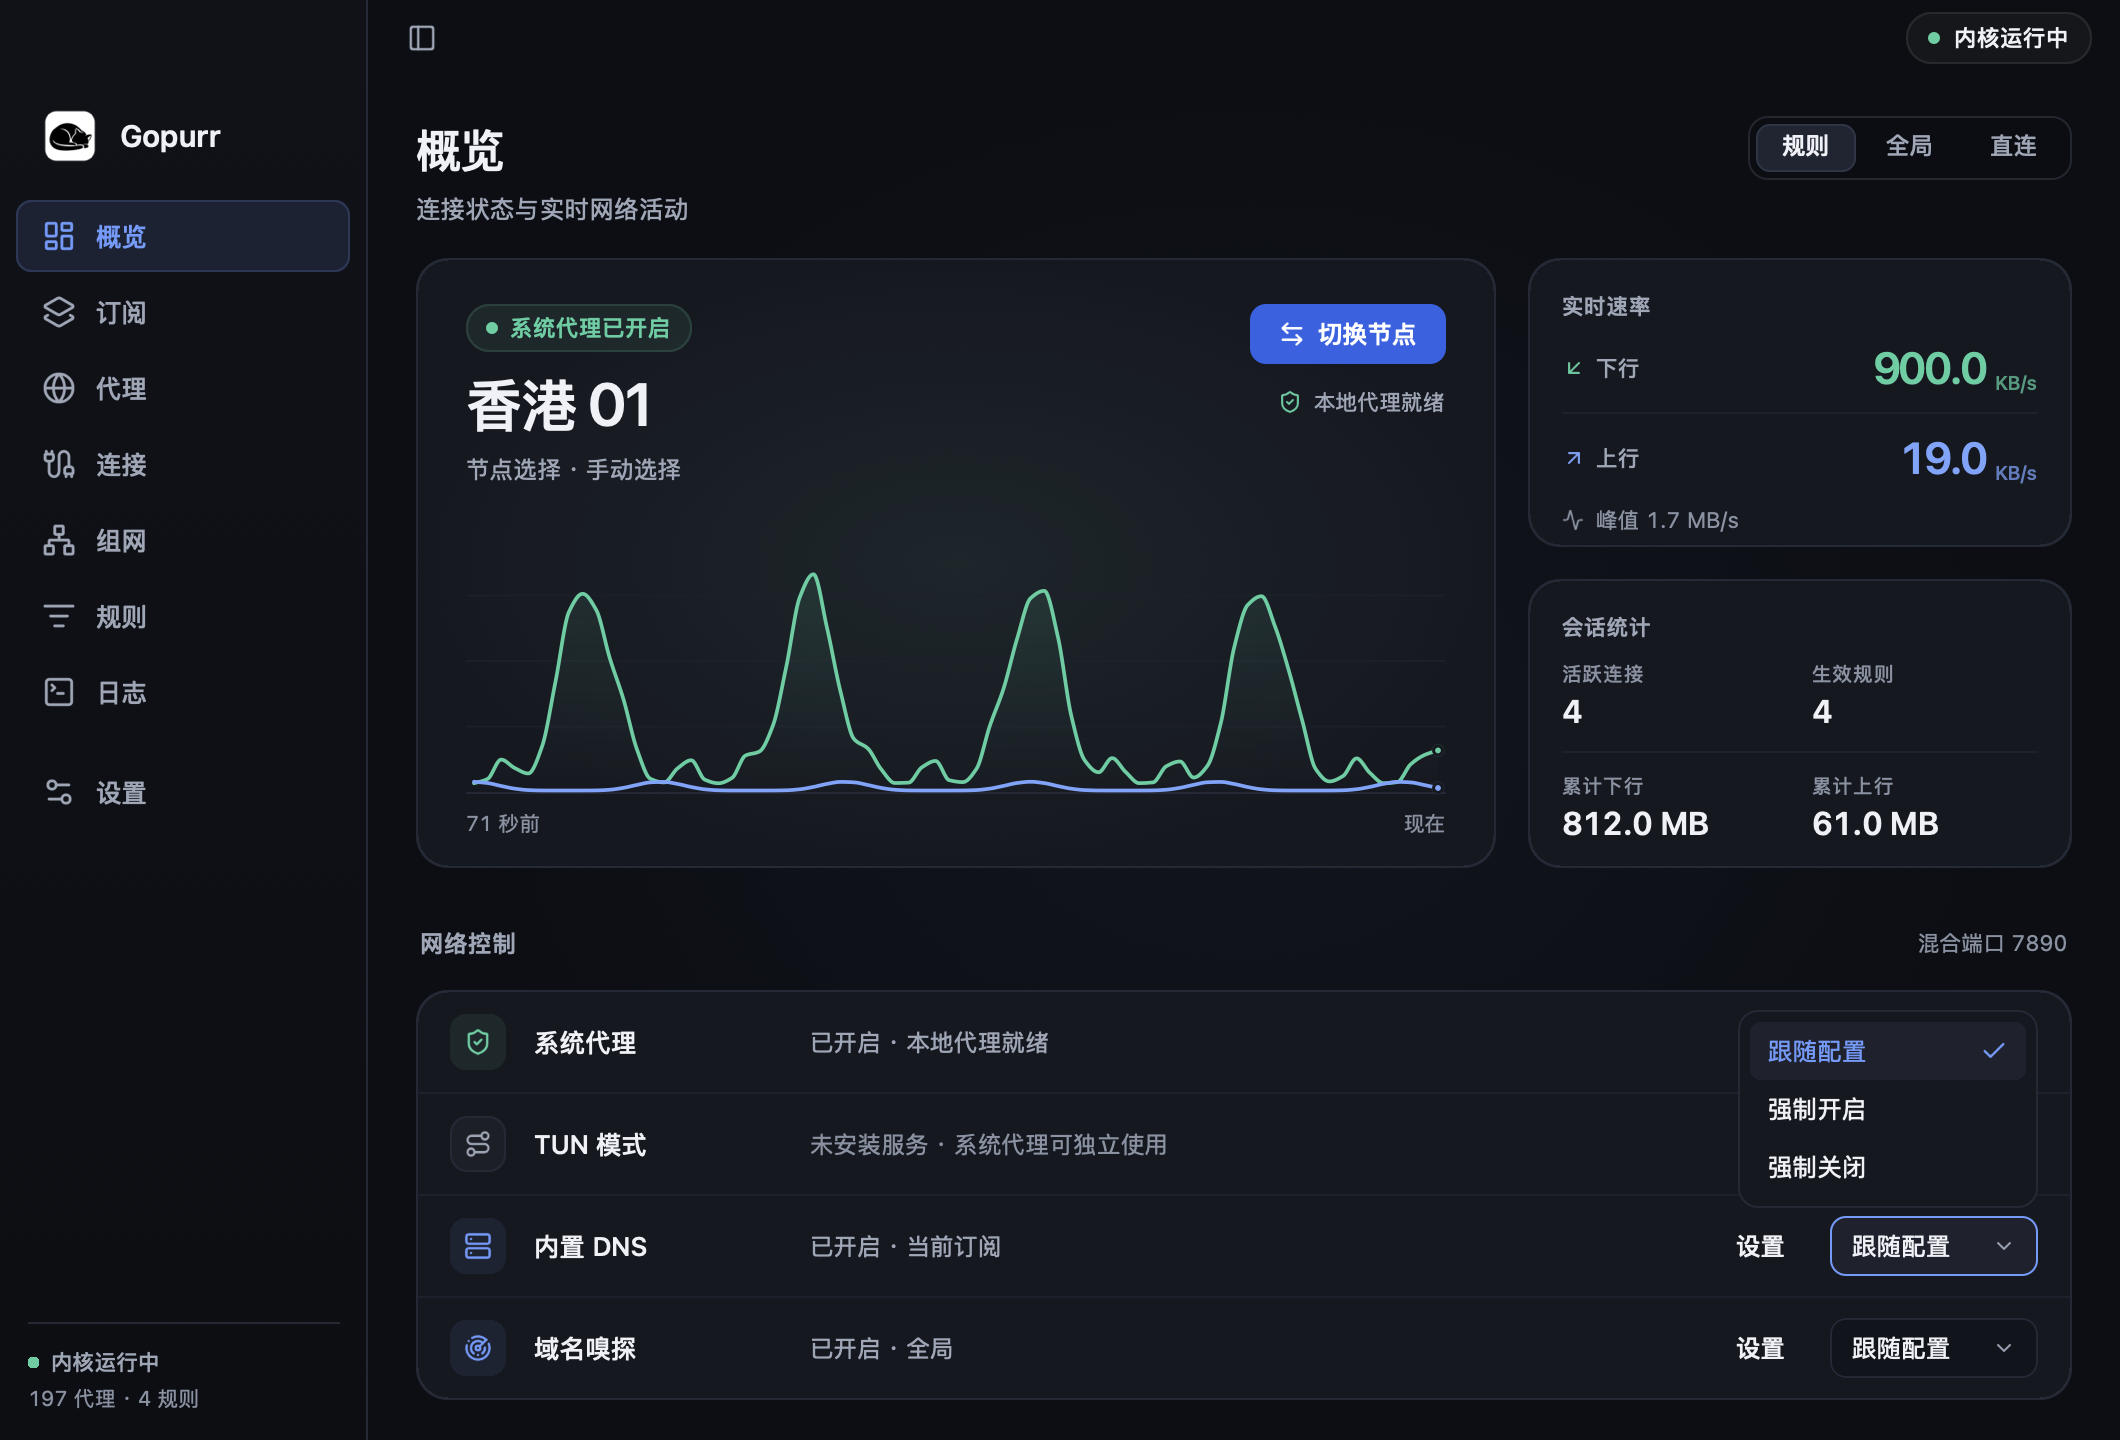 内核运行中
Gopurr
概览
订阅
代理
连接
组网
规则
日志
设置
内核运行中
197 代理 · 4 规则
概览
连接状态与实时网络活动
规则 全局 直连
系统代理已开启
切换节点
香港 01
本地代理就绪
节点选择 · 手动选择
71 秒前 现在
实时速率
下行 900.0 KB/s
上行 19.0 KB/s
峰值 1.7 MB/s
会话统计
活跃连接 生效规则
4 4
累计下行 累计上行
812.0 MB 61.0 MB
网络控制 混合端口 7890
系统代理 已开启 · 本地代理就绪
跟随配置
强制开启
强制关闭
TUN 模式 未安装服务 · 系统代理可独立使用
内置 DNS 已开启 · 当前订阅 设置 跟随配置
域名嗅探 已开启 · 全局 设置 跟随配置